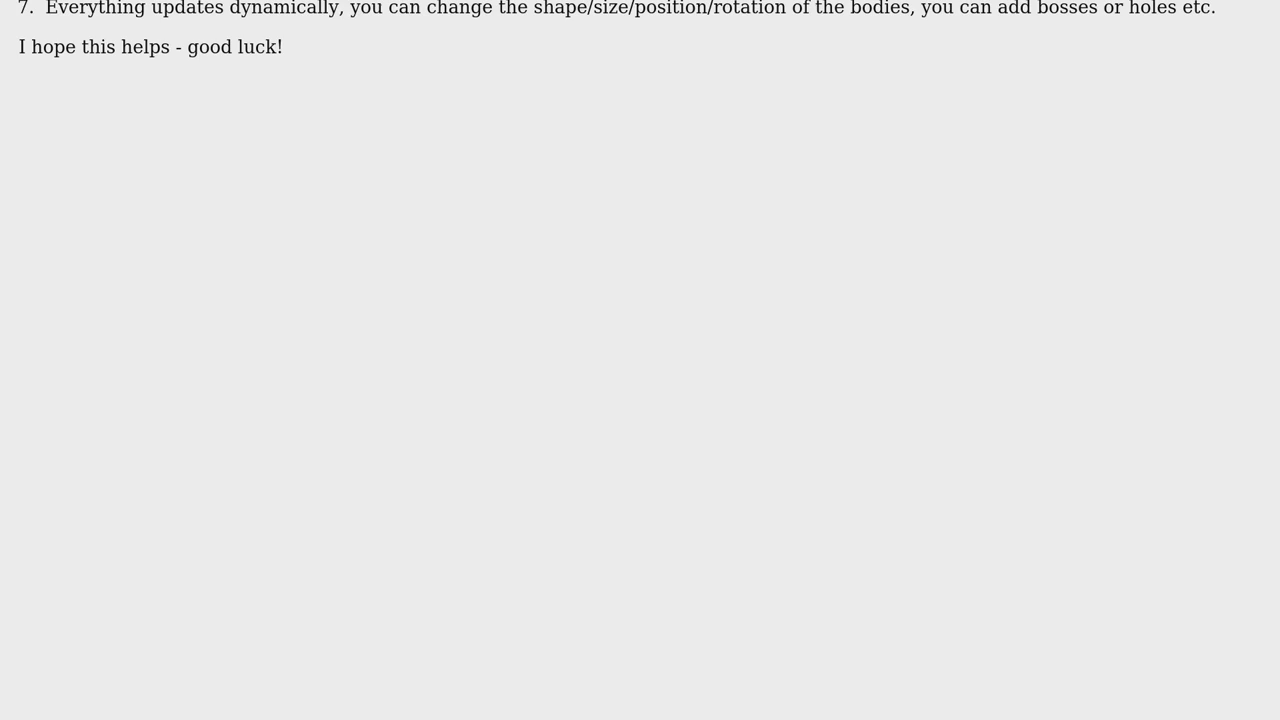 7. Everything updates dynamically, you can change the shape/size/position/rotation of the bodies, you can add bosses or holes etc.
I hope this helps - good luck!